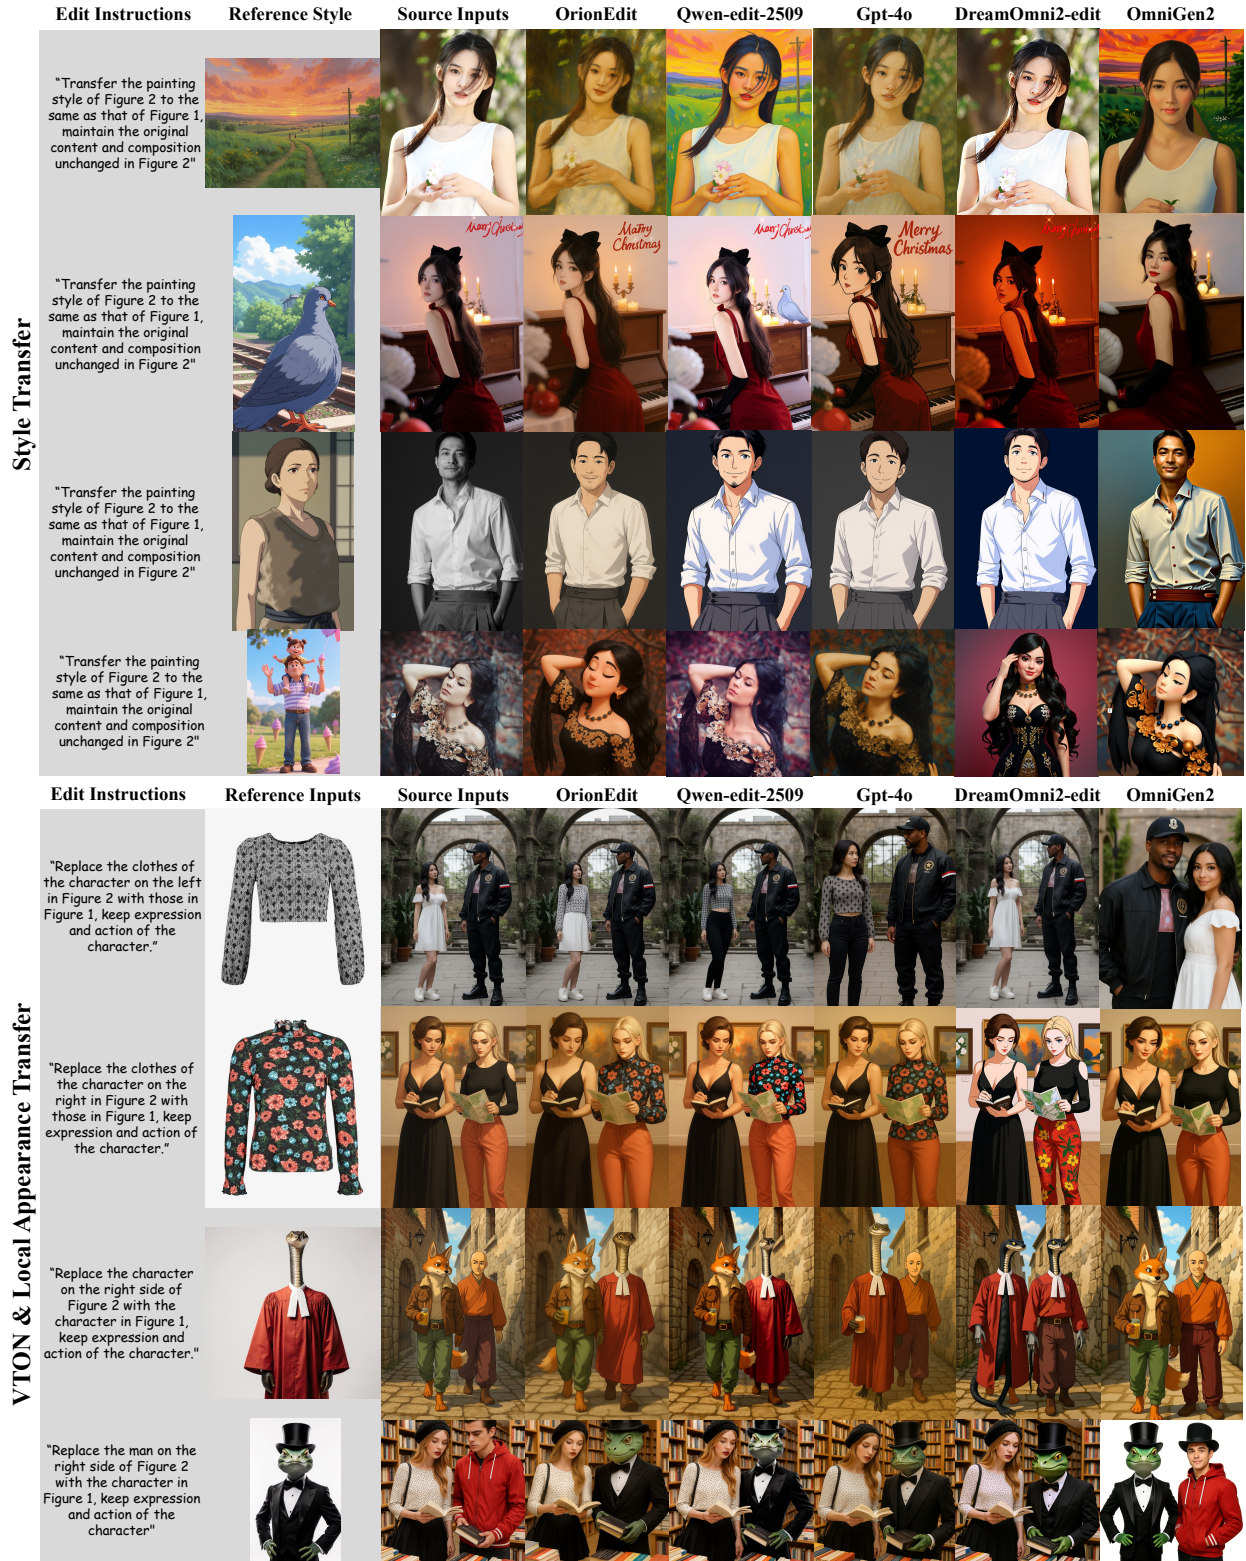 Edit Instructions Reference Style Source Inputs OrionEdit Qwen-edit-2509 Gpt-4o DreamOmni2-edit OmniGen2
Style Transfer
“Transfer the painting
style of Figure 2 to the
same as that of Figure 1,
maintain the original
content and composition
unchanged in Figure 2"
Merry Christmas
Marry
Christmas
Merry
Merry
Christmas
“Transfer the painting
style of Figure 2 to the
same as that of Figure 1,
maintain the original
content and composition
unchanged in Figure 2"
“Transfer the painting
style of Figure 2 to the
same as that of Figure 1,
maintain the original
content and composition
unchanged in Figure 2"
“Transfer the painting
style of Figure 2 to the
same as that of Figure 1,
maintain the original
content and composition
unchanged in Figure 2"
Edit Instructions Reference Inputs Source Inputs OrionEdit Qwen-edit-2509 Gpt-4o DreamOmni2-edit OmniGen2
VTON & Local Appearance Transfer
“Replace the clothes of
the character on the left
in Figure 2 with those in
Figure 1, keep expression
and action of the
character.”
“Replace the clothes of
the character on the
right in Figure 2 with
those in Figure 1, keep
expression and action of
the character.”
“Replace the character
on the right side of
Figure 2 with the
character in Figure 1,
keep expression and
action of the character."
“Replace the man on the
right side of Figure 2
with the character in
Figure 1, keep expression
and action of the
character"